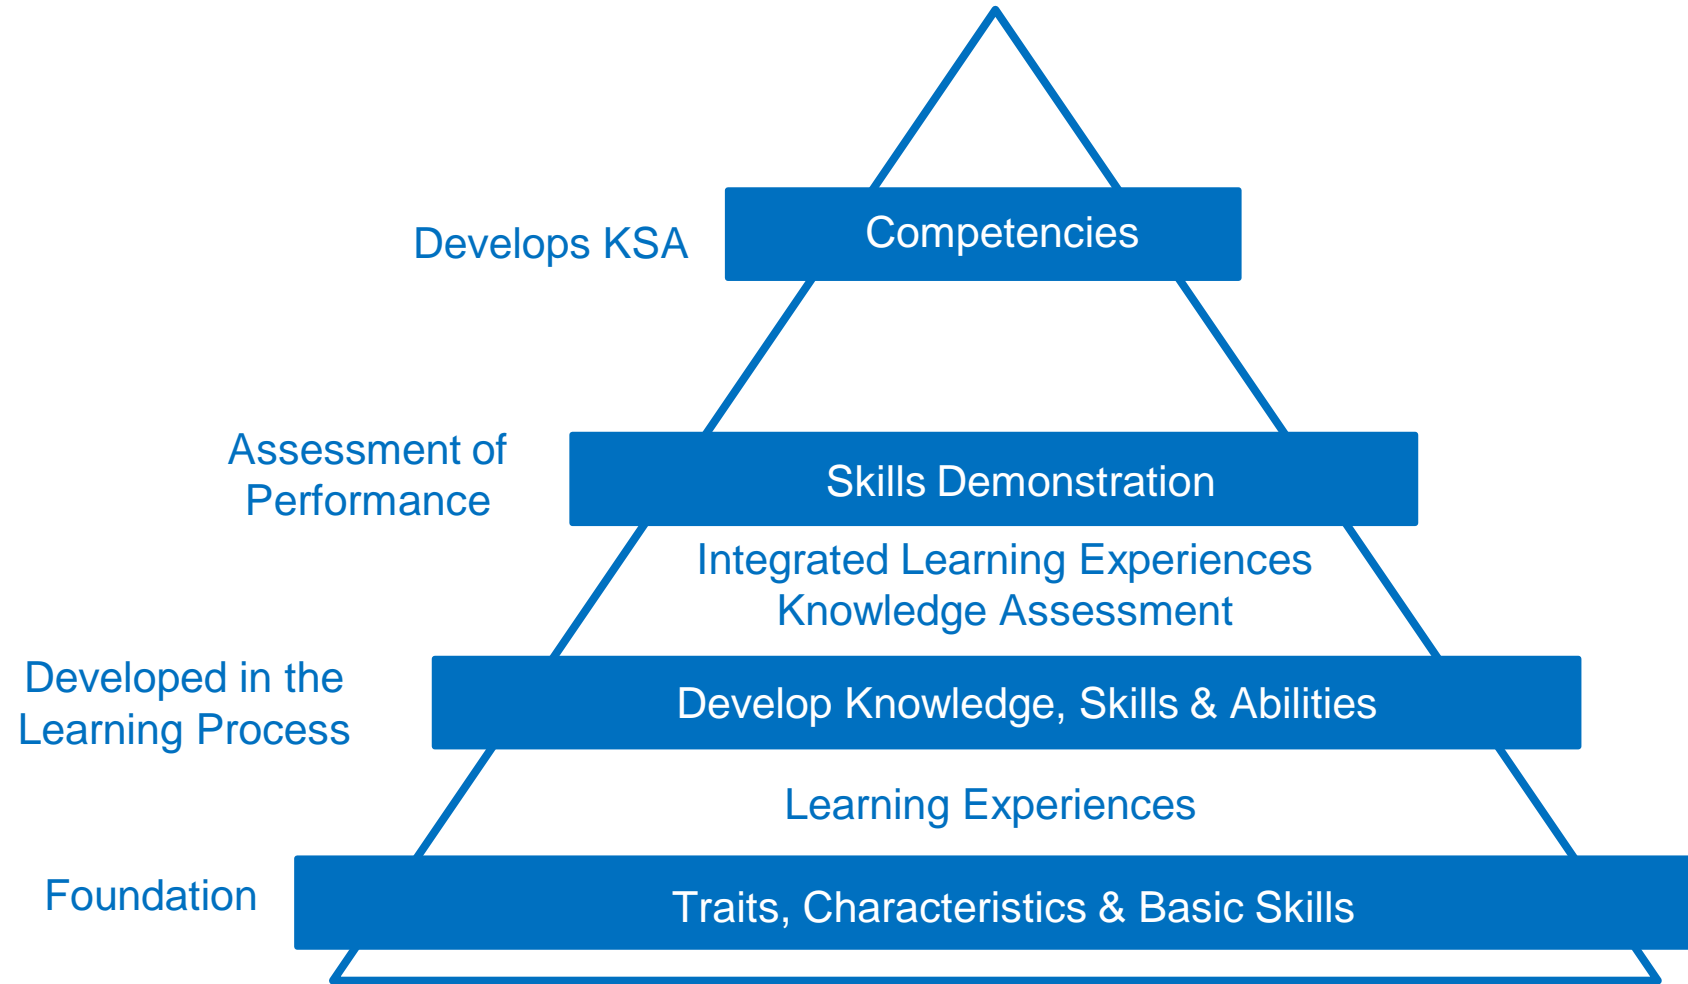 Develops KSA
Competencies
Assessment of
Performance
Skills Demonstration
Integrated Learning Experiences
Knowledge Assessment
Developed in the
Learning Process
Develop Knowledge, Skills & Abilities
Learning Experiences
Foundation
Traits, Characteristics & Basic Skills